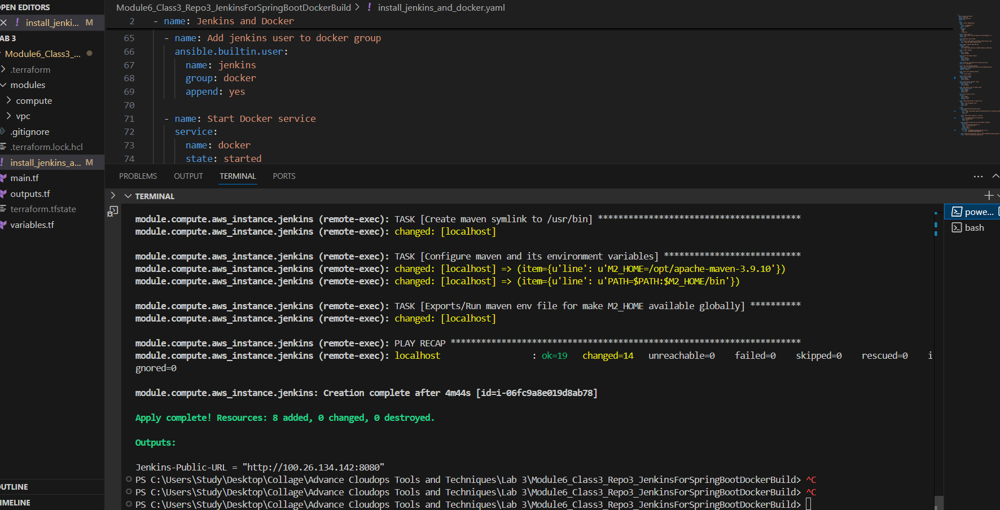 OPEN EDITORS
install_jenki... M
AB 3
Module6_Class3_...
.terraform
modules
compute
vpc
.gitignore
.terraform.lock.hcl
install_jenkins_a... M
main.tf
outputs.tf
terraform.tfstate
variables.tf
OUTLINE
IMELINE
Module6_Class3_Repo3_JenkinsForSpringBootDockerBuild > ! install_jenkins_and_docker.yaml
2 - name: Jenkins and Docker
65 - name: Add jenkins user to docker group
66 ansible.builtin.user:
67 name: jenkins
68 group: docker
69 append: yes
70
71 - name: Start Docker service
72 service:
73 name: docker
74 state: started
PROBLEMS OUTPUT TERMINAL PORTS
TERMINAL
module.compute.aws_instance.jenkins (remote-exec): TASK [Create maven symlink to /usr/bin] ****************************************
module.compute.aws_instance.jenkins (remote-exec): changed: [localhost]
module.compute.aws_instance.jenkins (remote-exec): TASK [Configure maven and its environment variables] ***************************
module.compute.aws_instance.jenkins (remote-exec): changed: [localhost] => (item={u'line': u'M2_HOME=/opt/apache-maven-3.9.10'})
module.compute.aws_instance.jenkins (remote-exec): changed: [localhost] => (item={u'line': u'PATH=$PATH:$M2_HOME/bin'})
module.compute.aws_instance.jenkins (remote-exec): TASK [Exports/Run maven env file for make M2_HOME available globally] **********
module.compute.aws_instance.jenkins (remote-exec): changed: [localhost]
module.compute.aws_instance.jenkins (remote-exec): PLAY RECAP *********************************************************************
module.compute.aws_instance.jenkins (remote-exec): localhost : ok=19 changed=14 unreachable=0 failed=0 skipped=0 rescued=0 i
gnored=0
module.compute.aws_instance.jenkins: Creation complete after 4m44s [id=i-06fc9a8e019d8ab78]
Apply complete! Resources: 8 added, 0 changed, 0 destroyed.
Outputs:
Jenkins-Public-URL = "http://100.26.134.142:8080"
PS C:\Users\Study\Desktop\Collage\Advance Cloudops Tools and Techniques\Lab 3\Module6_Class3_Repo3_JenkinsForSpringBootDockerBuild> ^C
PS C:\Users\Study\Desktop\Collage\Advance Cloudops Tools and Techniques\Lab 3\Module6_Class3_Repo3_JenkinsForSpringBootDockerBuild> ^C
PS C:\Users\Study\Desktop\Collage\Advance Cloudops Tools and Techniques\Lab 3\Module6_Class3_Repo3_JenkinsForSpringBootDockerBuild>
powe...
bash